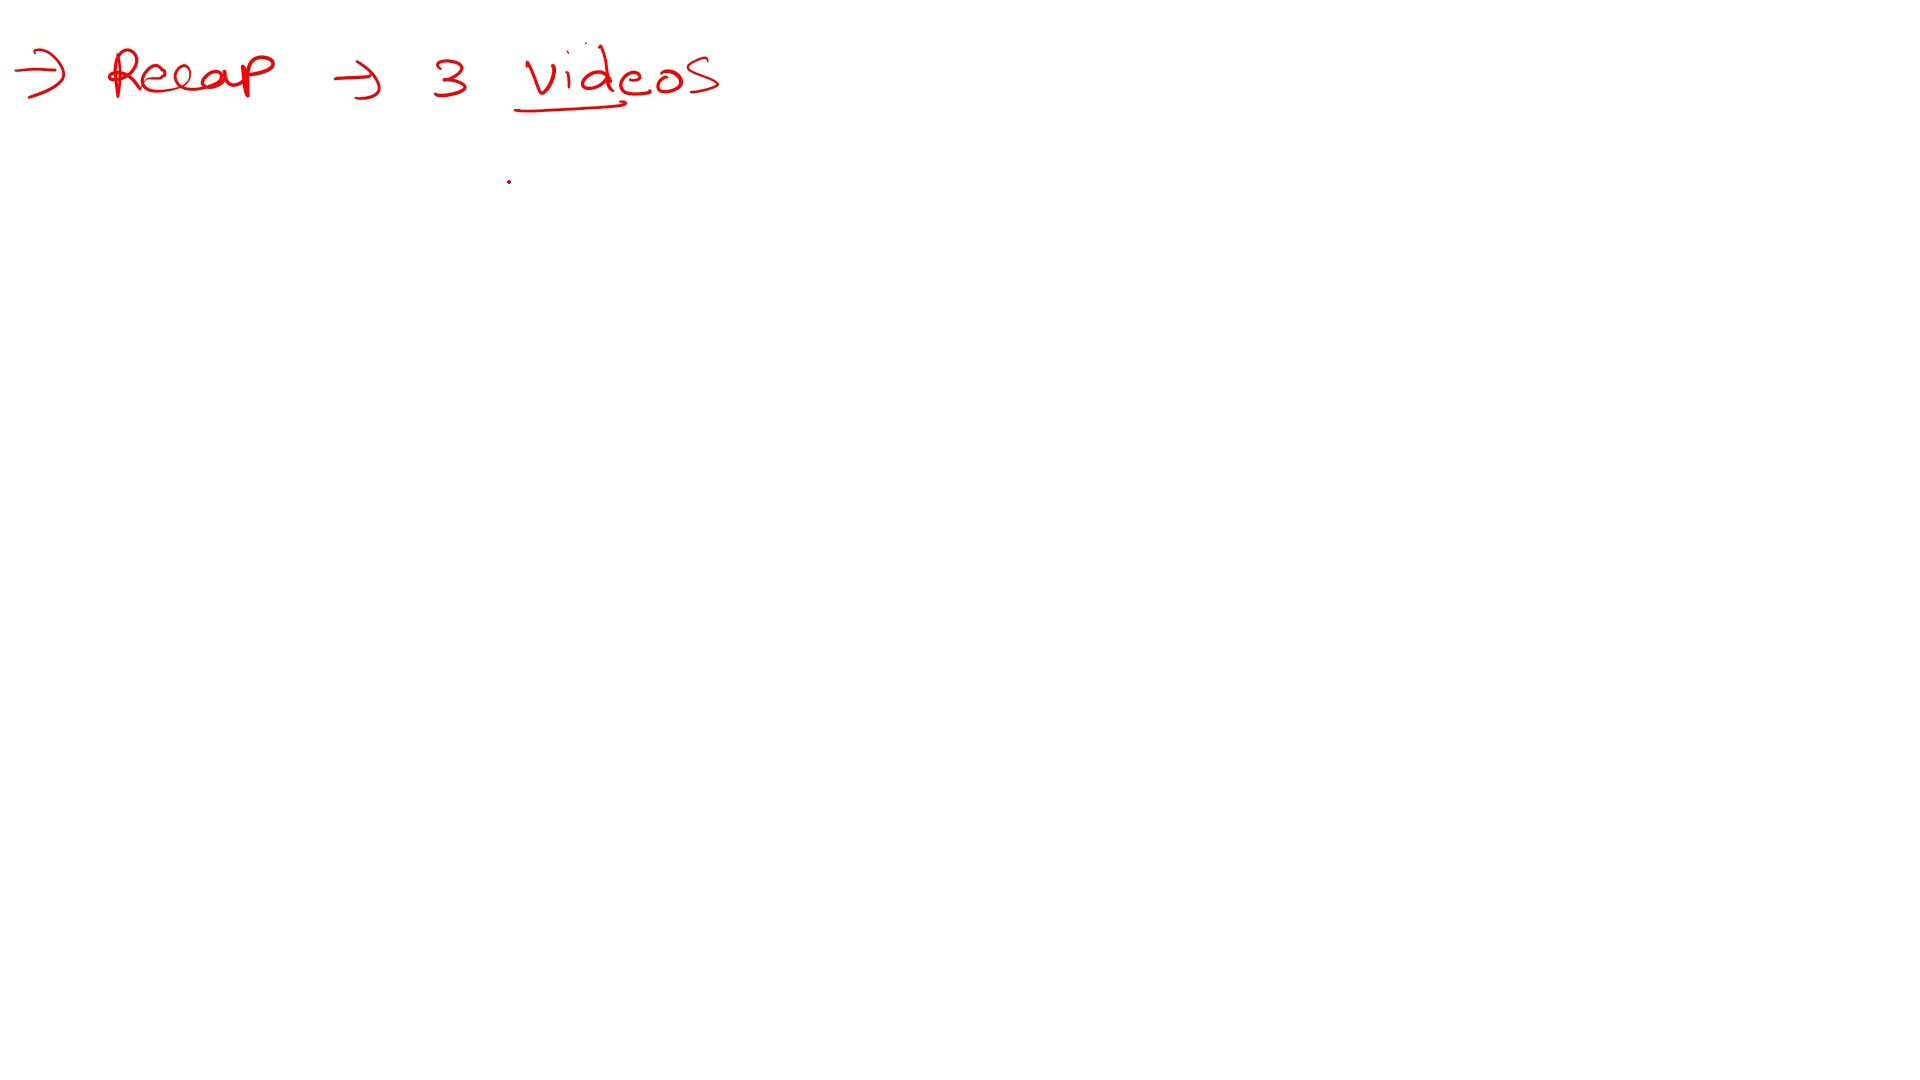 → Recap → 3 videos